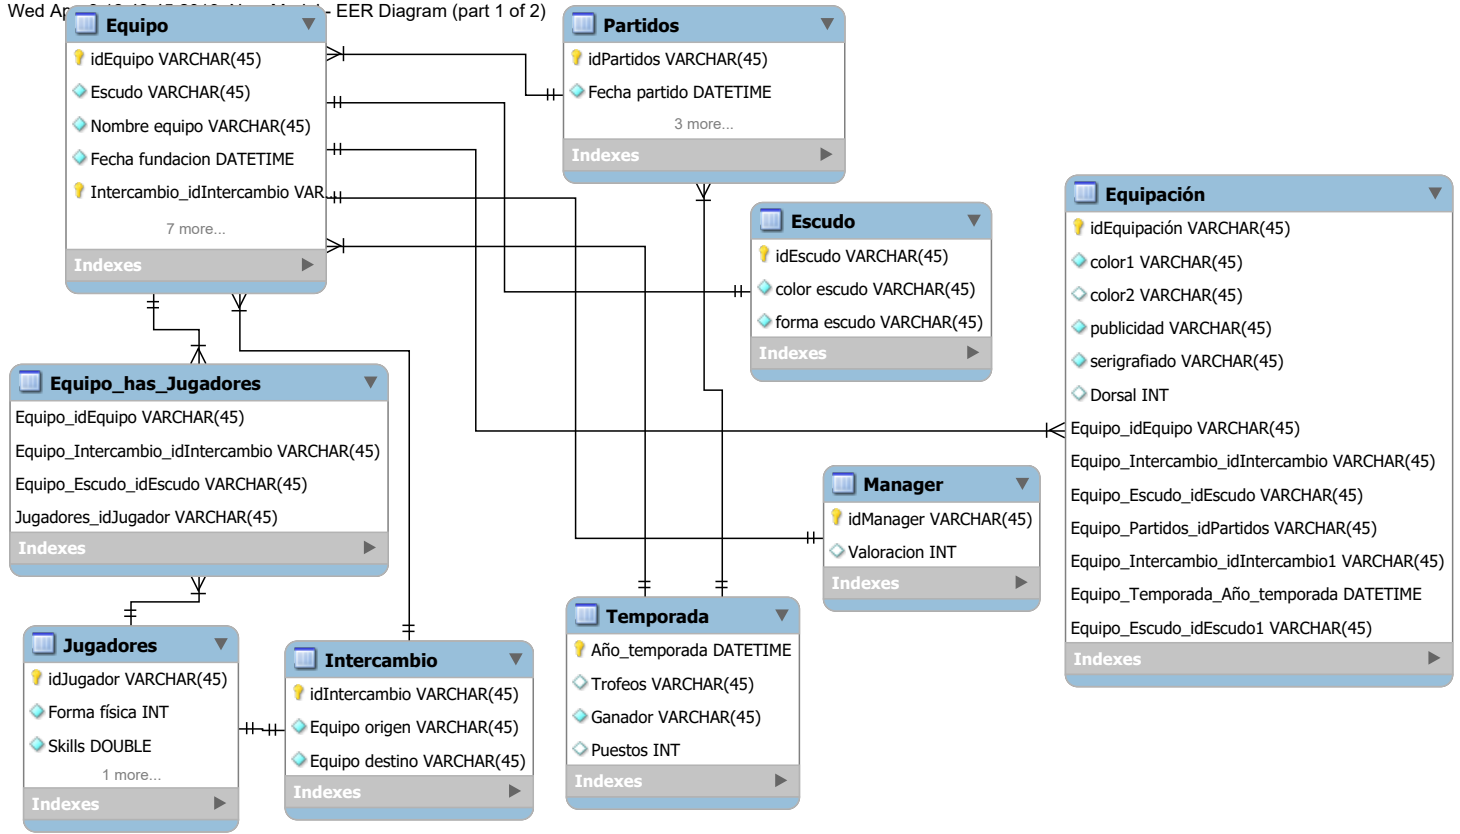 Wed Ap
- EER Diagram (part 1 of 2)
Equipo
idEquipo VARCHAR(45)
Escudo VARCHAR(45)
Nombre equipo VARCHAR(45)
Fecha fundacion DATETIME
Intercambio_idIntercambio VAR
7 more...
Indexes
Partidos
idPartidos VARCHAR(45)
Fecha partido DATETIME
3 more...
Indexes
Escudo
idEscudo VARCHAR(45)
color escudo VARCHAR(45)
forma escudo VARCHAR(45)
Indexes
Equipación
idEquipación VARCHAR(45)
color1 VARCHAR(45)
color2 VARCHAR(45)
publicidad VARCHAR(45)
serigrafiado VARCHAR(45)
Dorsal INT
Equipo_idEquipo VARCHAR(45)
Equipo_Intercambio_idIntercambio VARCHAR(45)
Equipo_Escudo_idEscudo VARCHAR(45)
Equipo_Partidos_idPartidos VARCHAR(45)
Equipo_Intercambio_idIntercambio1 VARCHAR(45)
Equipo_Temporada_Año_temporada DATETIME
Equipo_Escudo_idEscudo1 VARCHAR(45)
Indexes
Equipo_has_Jugadores
Equipo_idEquipo VARCHAR(45)
Equipo_Intercambio_idIntercambio VARCHAR(45)
Equipo_Escudo_idEscudo VARCHAR(45)
Jugadores_idJugador VARCHAR(45)
Indexes
Manager
idManager VARCHAR(45)
Valoracion INT
Indexes
Jugadores
idJugador VARCHAR(45)
Forma física INT
Skills DOUBLE
1 more...
Indexes
Intercambio
idIntercambio VARCHAR(45)
Equipo origen VARCHAR(45)
Equipo destino VARCHAR(45)
Indexes
Temporada
Año_temporada DATETIME
Trofeos VARCHAR(45)
Ganador VARCHAR(45)
Puestos INT
Indexes